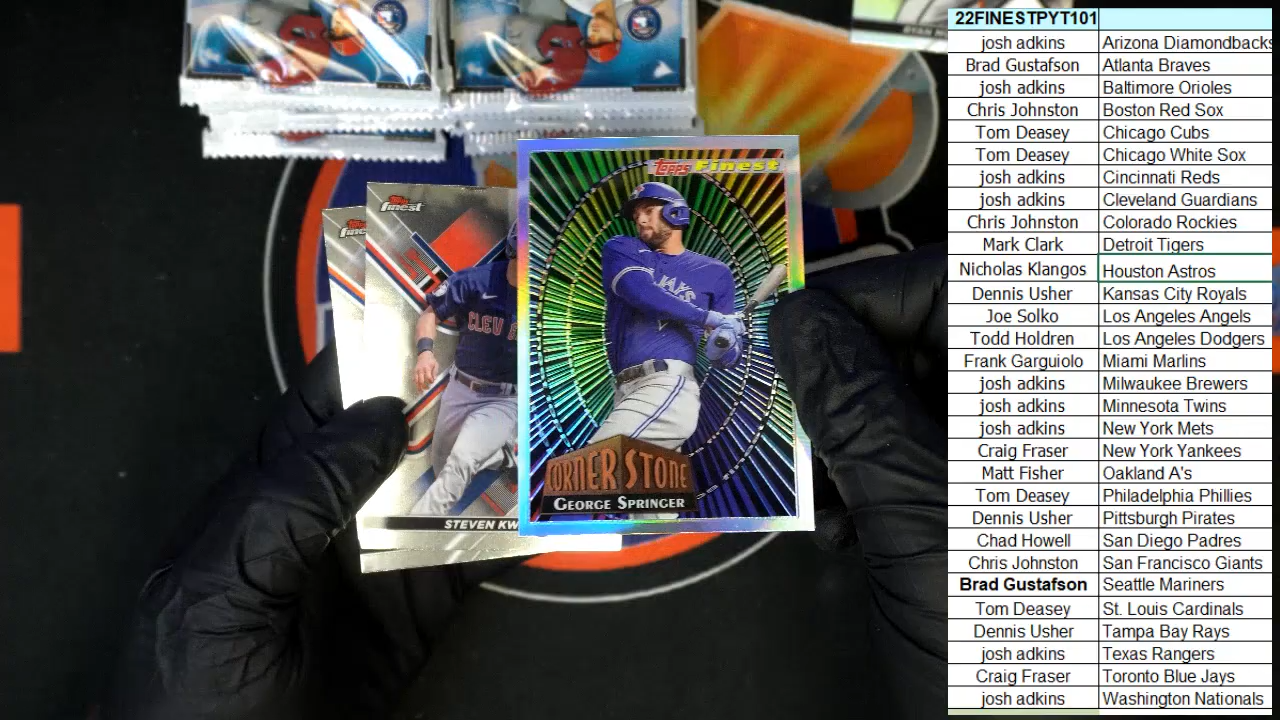 Topps
Finest
Topps
Finest
CLEV
STEVEN KW
TOPPS Finest
JAYS
CORNERSTONE
GEORGE SPRINGER
22FINESTPYT101
josh adkins Arizona Diamondbacks
Brad Gustafson Atlanta Braves
josh adkins Baltimore Orioles
Chris Johnston Boston Red Sox
Tom Deasey Chicago Cubs
Tom Deasey Chicago White Sox
josh adkins Cincinnati Reds
josh adkins Cleveland Guardians
Chris Johnston Colorado Rockies
Mark Clark Detroit Tigers
Nicholas Klangos Houston Astros
Dennis Usher Kansas City Royals
Joe Solko Los Angeles Angels
Todd Holdren Los Angeles Dodgers
Frank Garguiolo Miami Marlins
josh adkins Milwaukee Brewers
josh adkins Minnesota Twins
josh adkins New York Mets
Craig Fraser New York Yankees
Matt Fisher Oakland A's
Tom Deasey Philadelphia Phillies
Dennis Usher Pittsburgh Pirates
Chad Howell San Diego Padres
Chris Johnston San Francisco Giants
Brad Gustafson Seattle Mariners
Tom Deasey St. Louis Cardinals
Dennis Usher Tampa Bay Rays
josh adkins Texas Rangers
Craig Fraser Toronto Blue Jays
josh adkins Washington Nationals